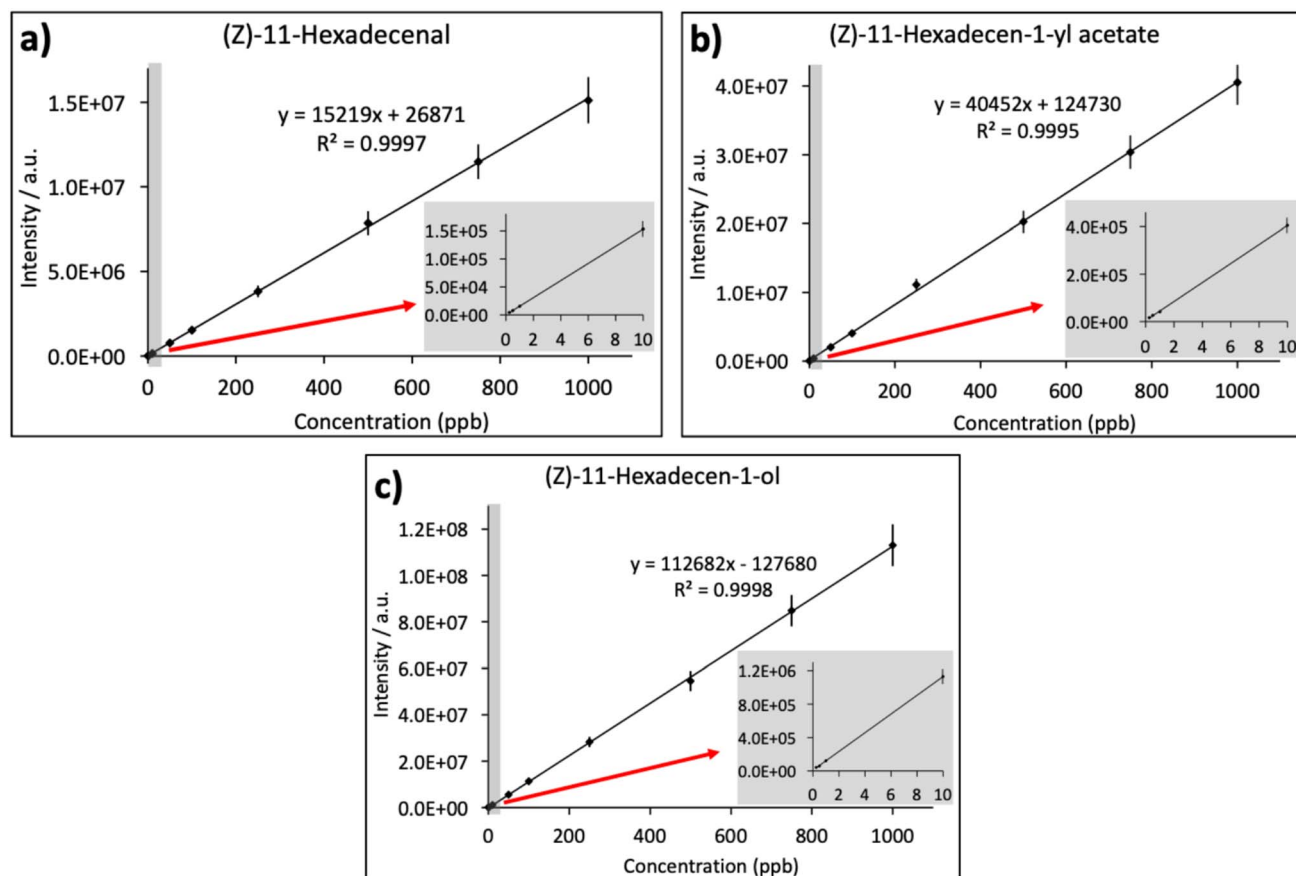 a)
(Z)-11-Hexadecenal
y = 15219x + 26871
R² = 0.9997
Intensity / a.u.
1.5E+07
1.0E+07
5.0E+06
0.0E+00
0 200 400 600 800 1000
Concentration (ppb)
1.5E+05
1.0E+05
5.0E+04
0.0E+00
0 2 4 6 8 10
b)
(Z)-11-Hexadecen-1-yl acetate
y = 40452x + 124730
R² = 0.9995
Intensity / a.u.
4.0E+07
3.0E+07
2.0E+07
1.0E+07
0.0E+00
0 200 400 600 800 1000
Concentration (ppb)
4.0E+05
2.0E+05
0.0E+00
0 2 4 6 8 10
c)
(Z)-11-Hexadecen-1-ol
y = 112682x - 127680
R² = 0.9998
Intensity / a.u.
1.2E+08
1.0E+08
8.0E+07
6.0E+07
4.0E+07
2.0E+07
0.0E+00
0 200 400 600 800 1000
Concentration (ppb)
1.2E+06
8.0E+05
4.0E+05
0.0E+00
0 2 4 6 8 10